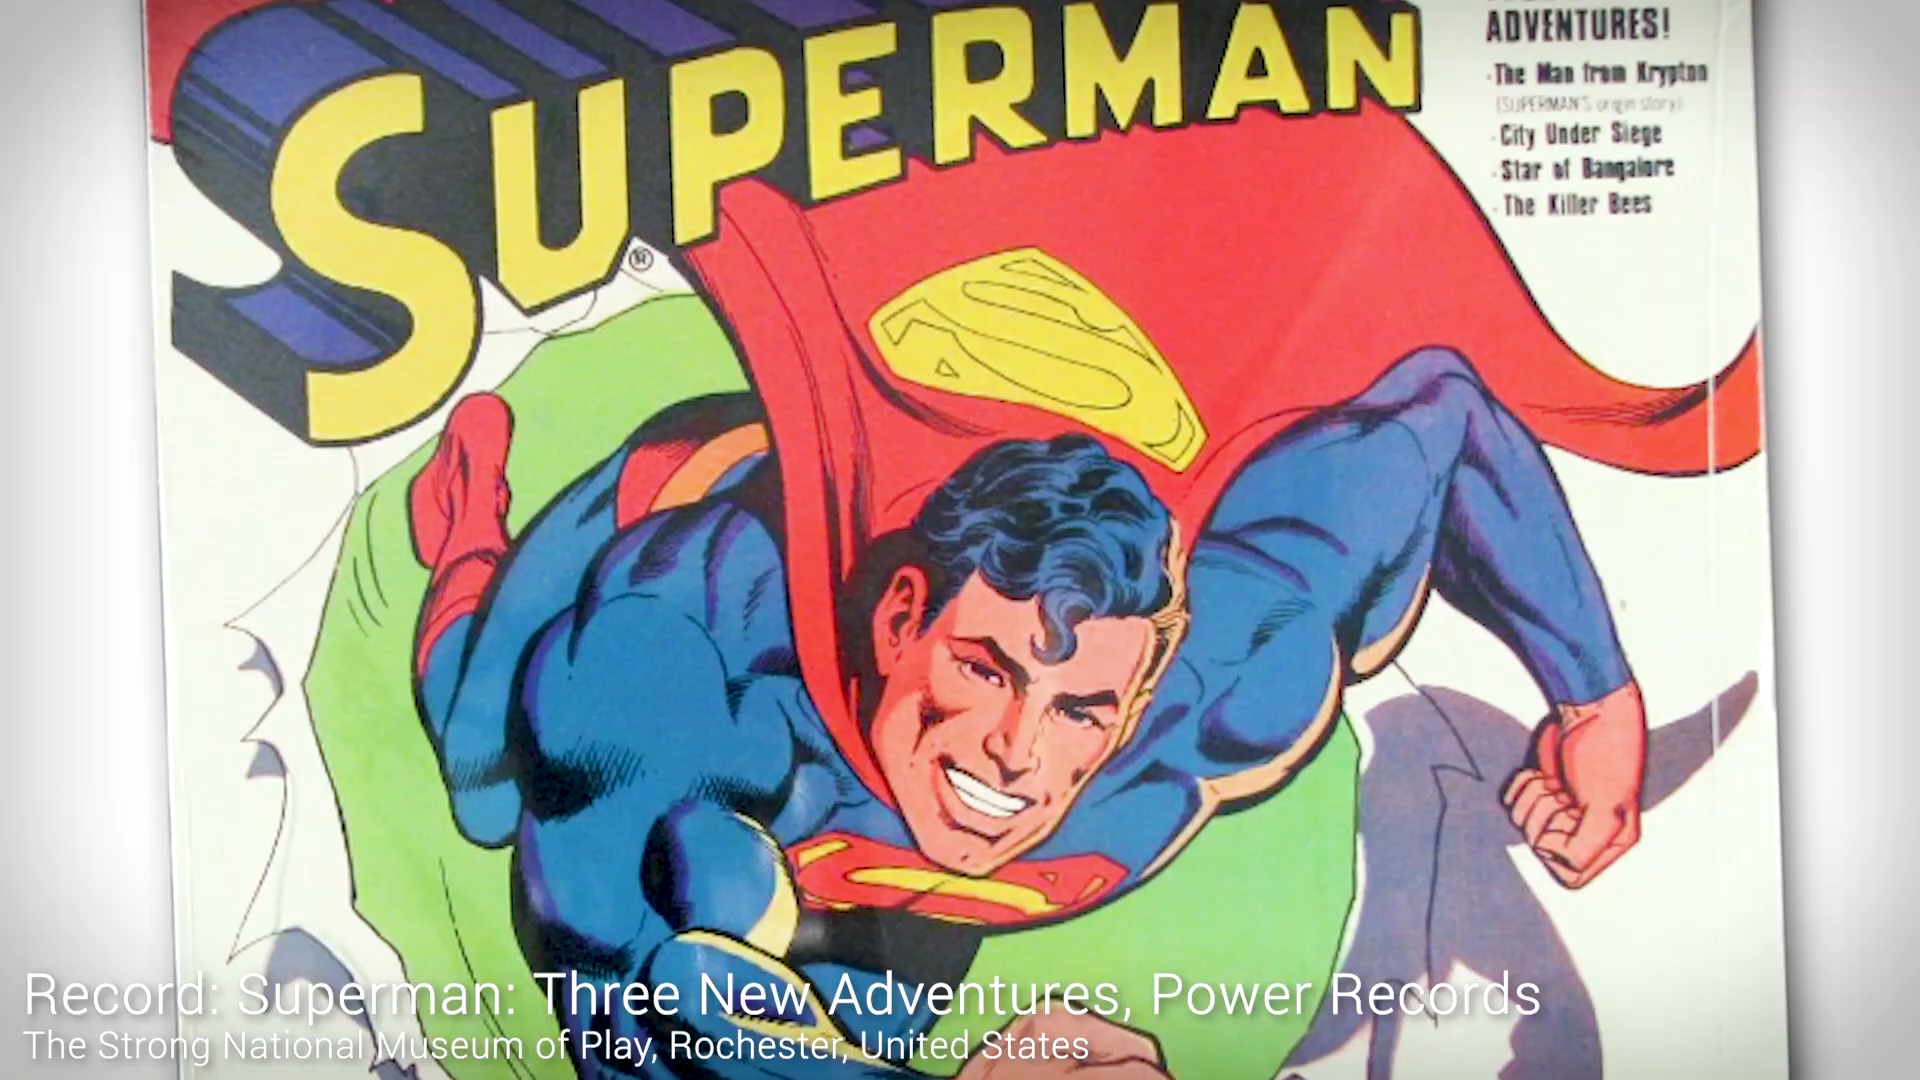 SUPERMAN
®
ADVENTURES!
·The Man from Krypton
(SUPERMAN'S origin story)
·City Under Siege
·Star of Bangalore
·The Killer Bees
Record: Superman: Three New Adventures, Power Records
The Strong National Museum of Play, Rochester, United States